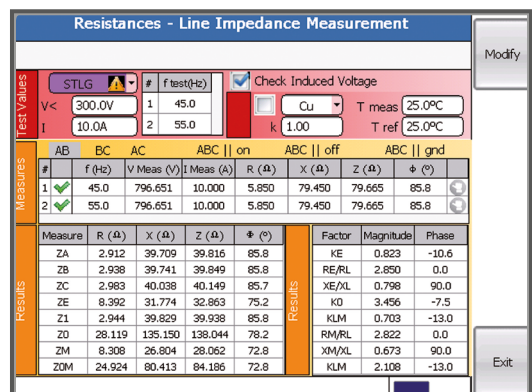 Resistances - Line Impedance Measurement
Modify
Test Values
STLG
# f test(Hz)
Check Induced Voltage
V< 300.0V
1 45.0
Cu
T meas 25.0ºC
I 10.0A
2 55.0
k 1.00
T ref 25.0ºC
Measures
AB BC AC ABC || on ABC || off ABC || gnd
# f (Hz) V Meas (V) I Meas (A) R (Ω) X (Ω) Z (Ω) Φ (º)
1 45.0 796.651 10.000 5.850 79.450 79.665 85.8
2 55.0 796.651 10.000 5.850 79.450 79.665 85.8
Results
Measure R (Ω) X (Ω) Z (Ω) Φ (º)
ZA 2.912 39.709 39.816 85.8
ZB 2.938 39.741 39.849 85.8
ZC 2.983 40.038 40.149 85.7
ZE 8.392 31.774 32.863 75.2
Z1 2.944 39.829 39.938 85.8
Z0 28.119 135.150 138.044 78.2
ZM 8.308 26.804 28.062 72.8
Z0M 24.924 80.413 84.186 72.8
Results
Factor Magnitude Phase
KE 0.823 -10.6
RE/RL 2.850 0.0
XE/XL 0.798 90.0
K0 3.456 -7.5
KLM 0.703 -13.0
RM/RL 2.822 0.0
XM/XL 0.673 90.0
KLM 2.108 -13.0
Exit